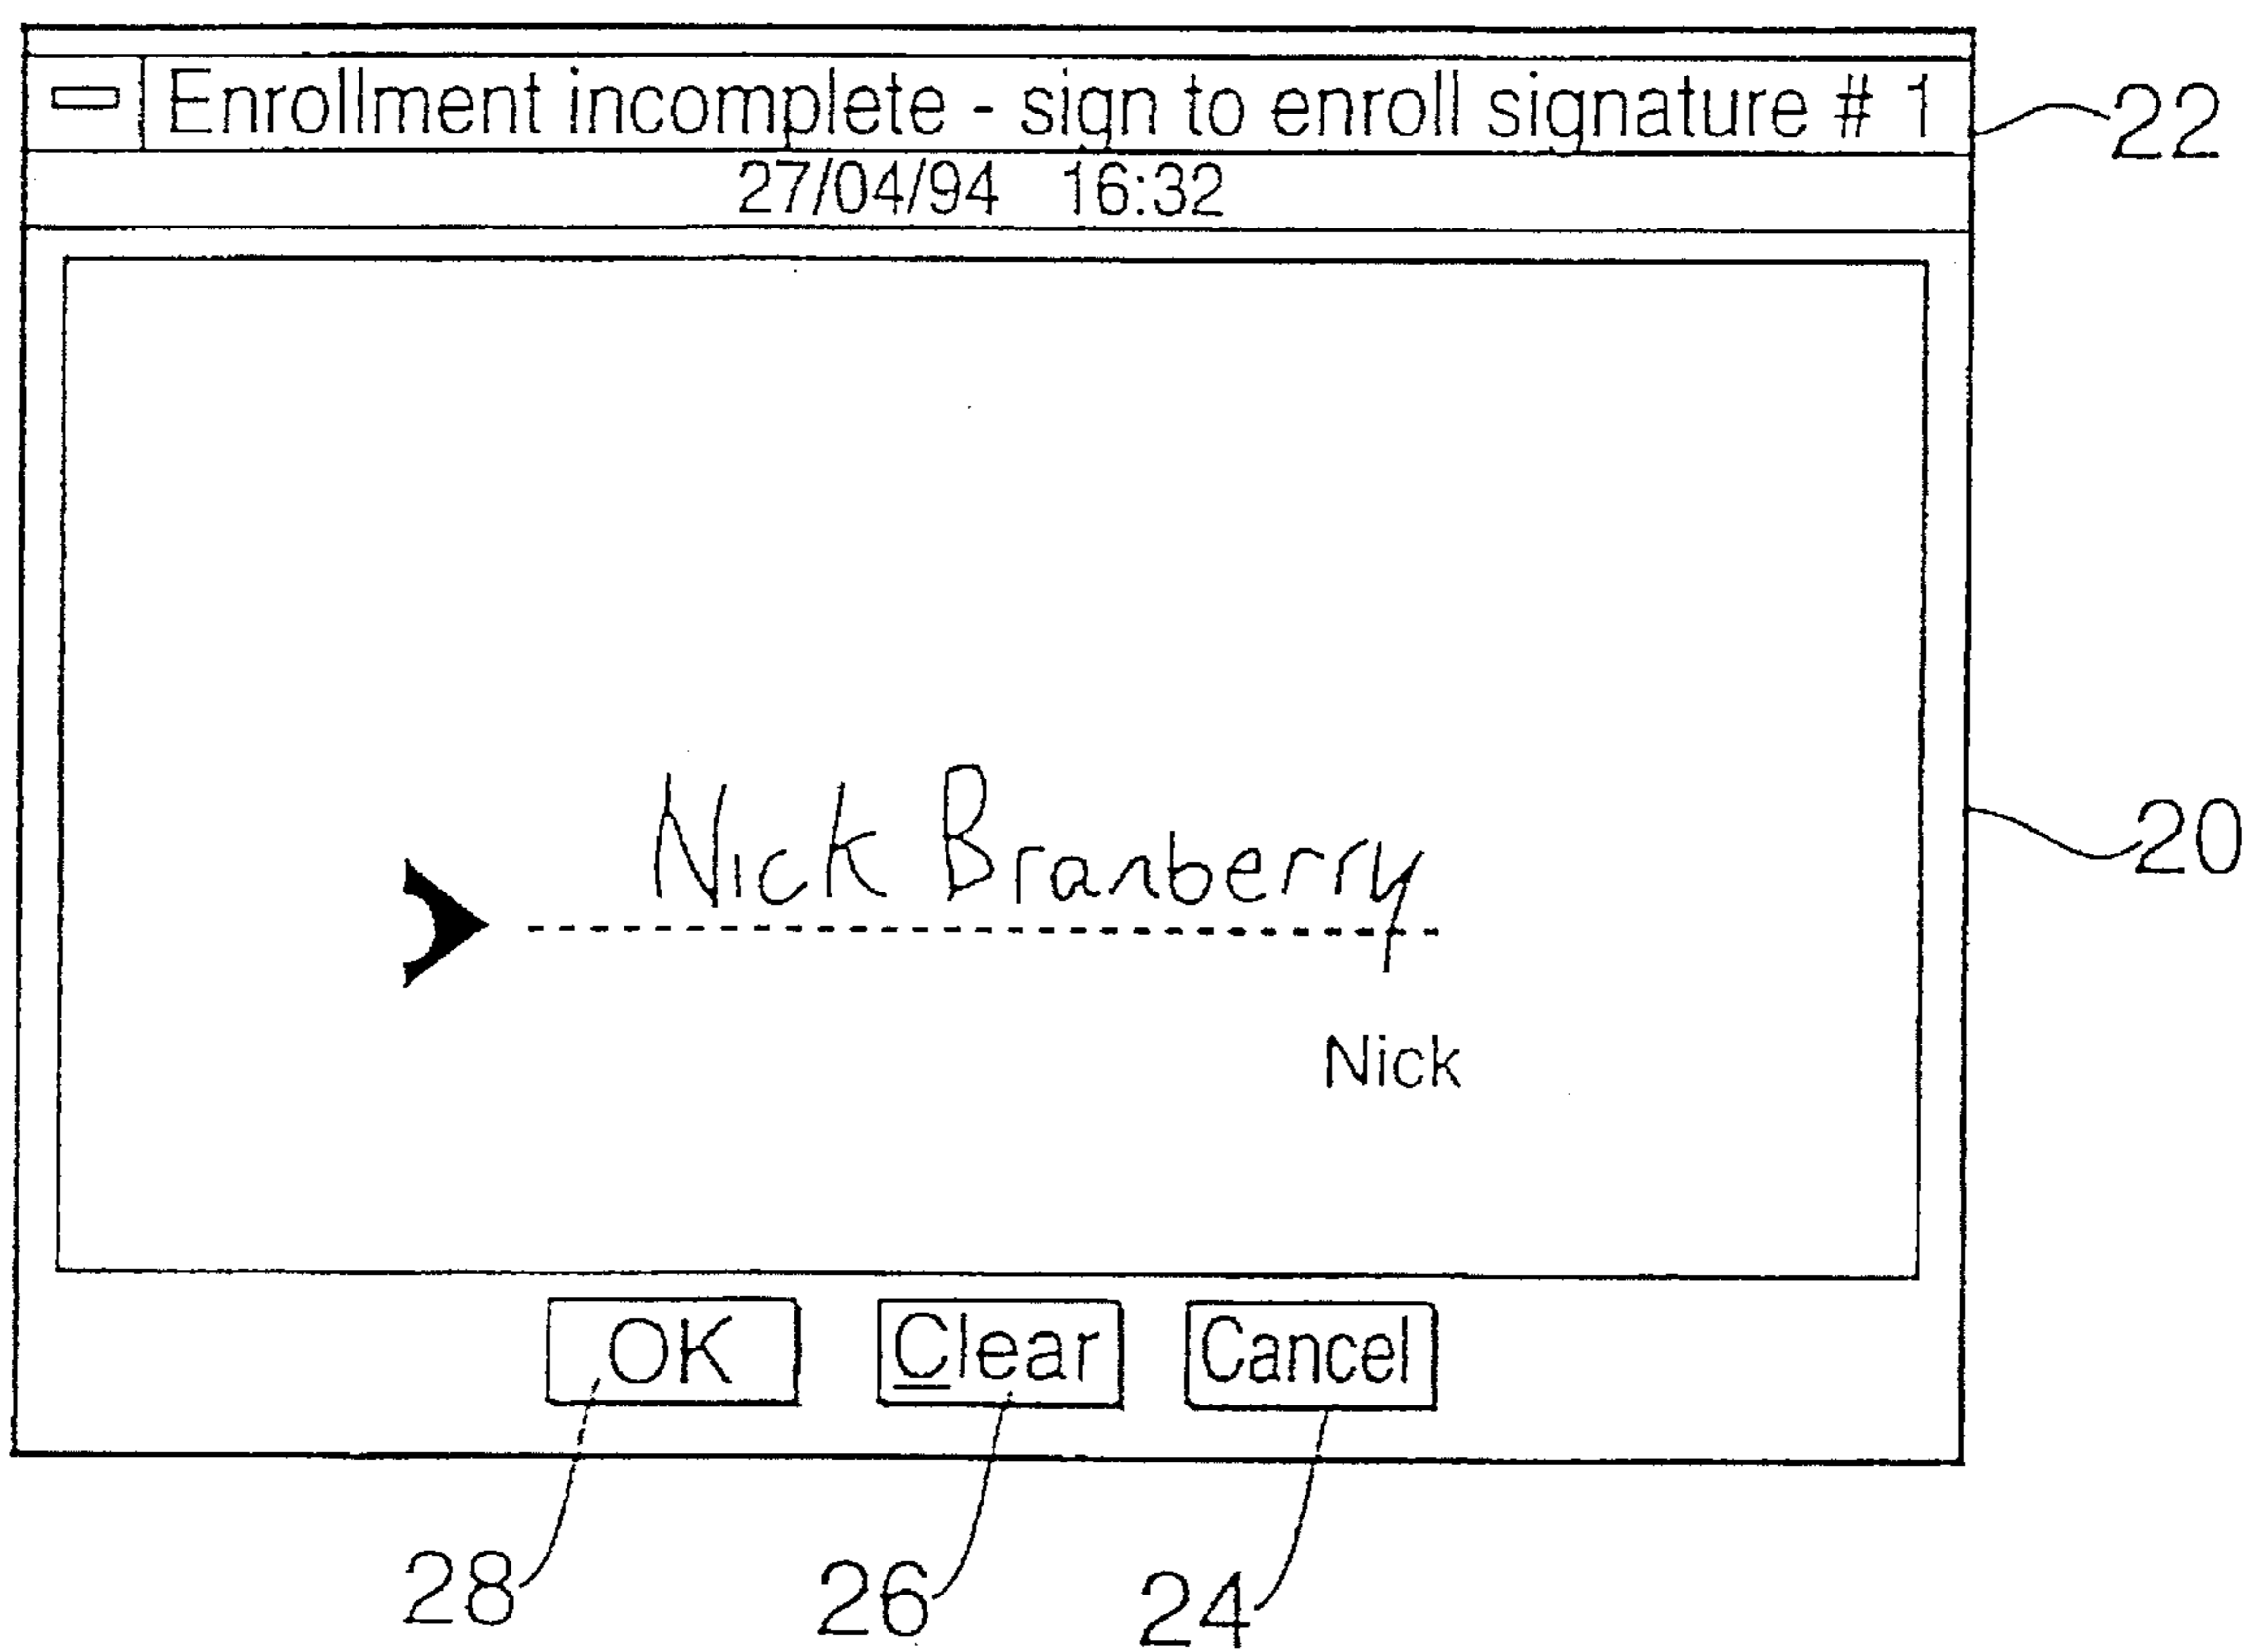 Enrollment incomplete - sign to enroll signature # 1
22
27/04/94 16:32
Nick Branberry
20
Nick
OK Clear Cancel
28 26 24